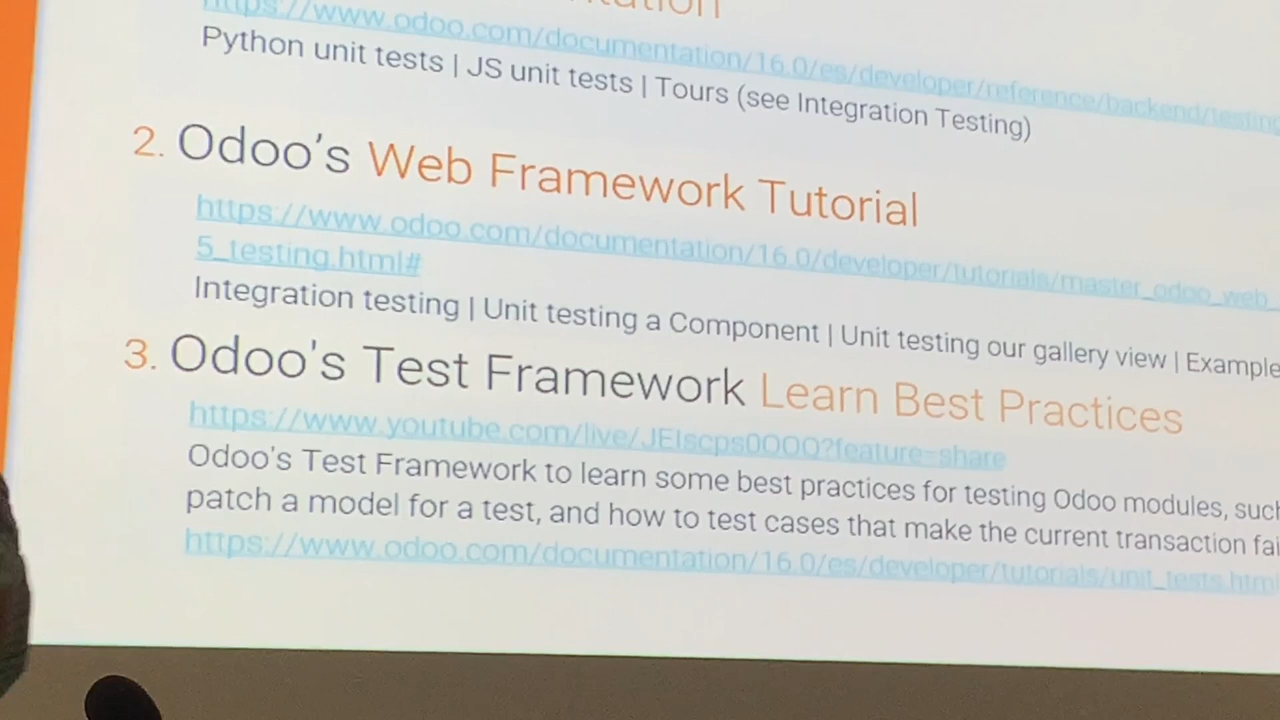 https://www.odoo.com/documentation/16.0/es/developer/reference/backend/testing
Python unit tests | JS unit tests | Tours (see Integration Testing)
2. Odoo's Web Framework Tutorial
https://www.odoo.com/documentation/16.0/developer/tutorials/master_odoo_web_
5_testing.html#
Integration testing | Unit testing a Component | Unit testing our gallery view | Example
3. Odoo's Test Framework Learn Best Practices
https://www.youtube.com/live/JEIscps0OOQ?feature=share
Odoo's Test Framework to learn some best practices for testing Odoo modules, such
patch a model for a test, and how to test cases that make the current transaction fai
https://www.odoo.com/documentation/16.0/es/developer/tutorials/unit_tests.html